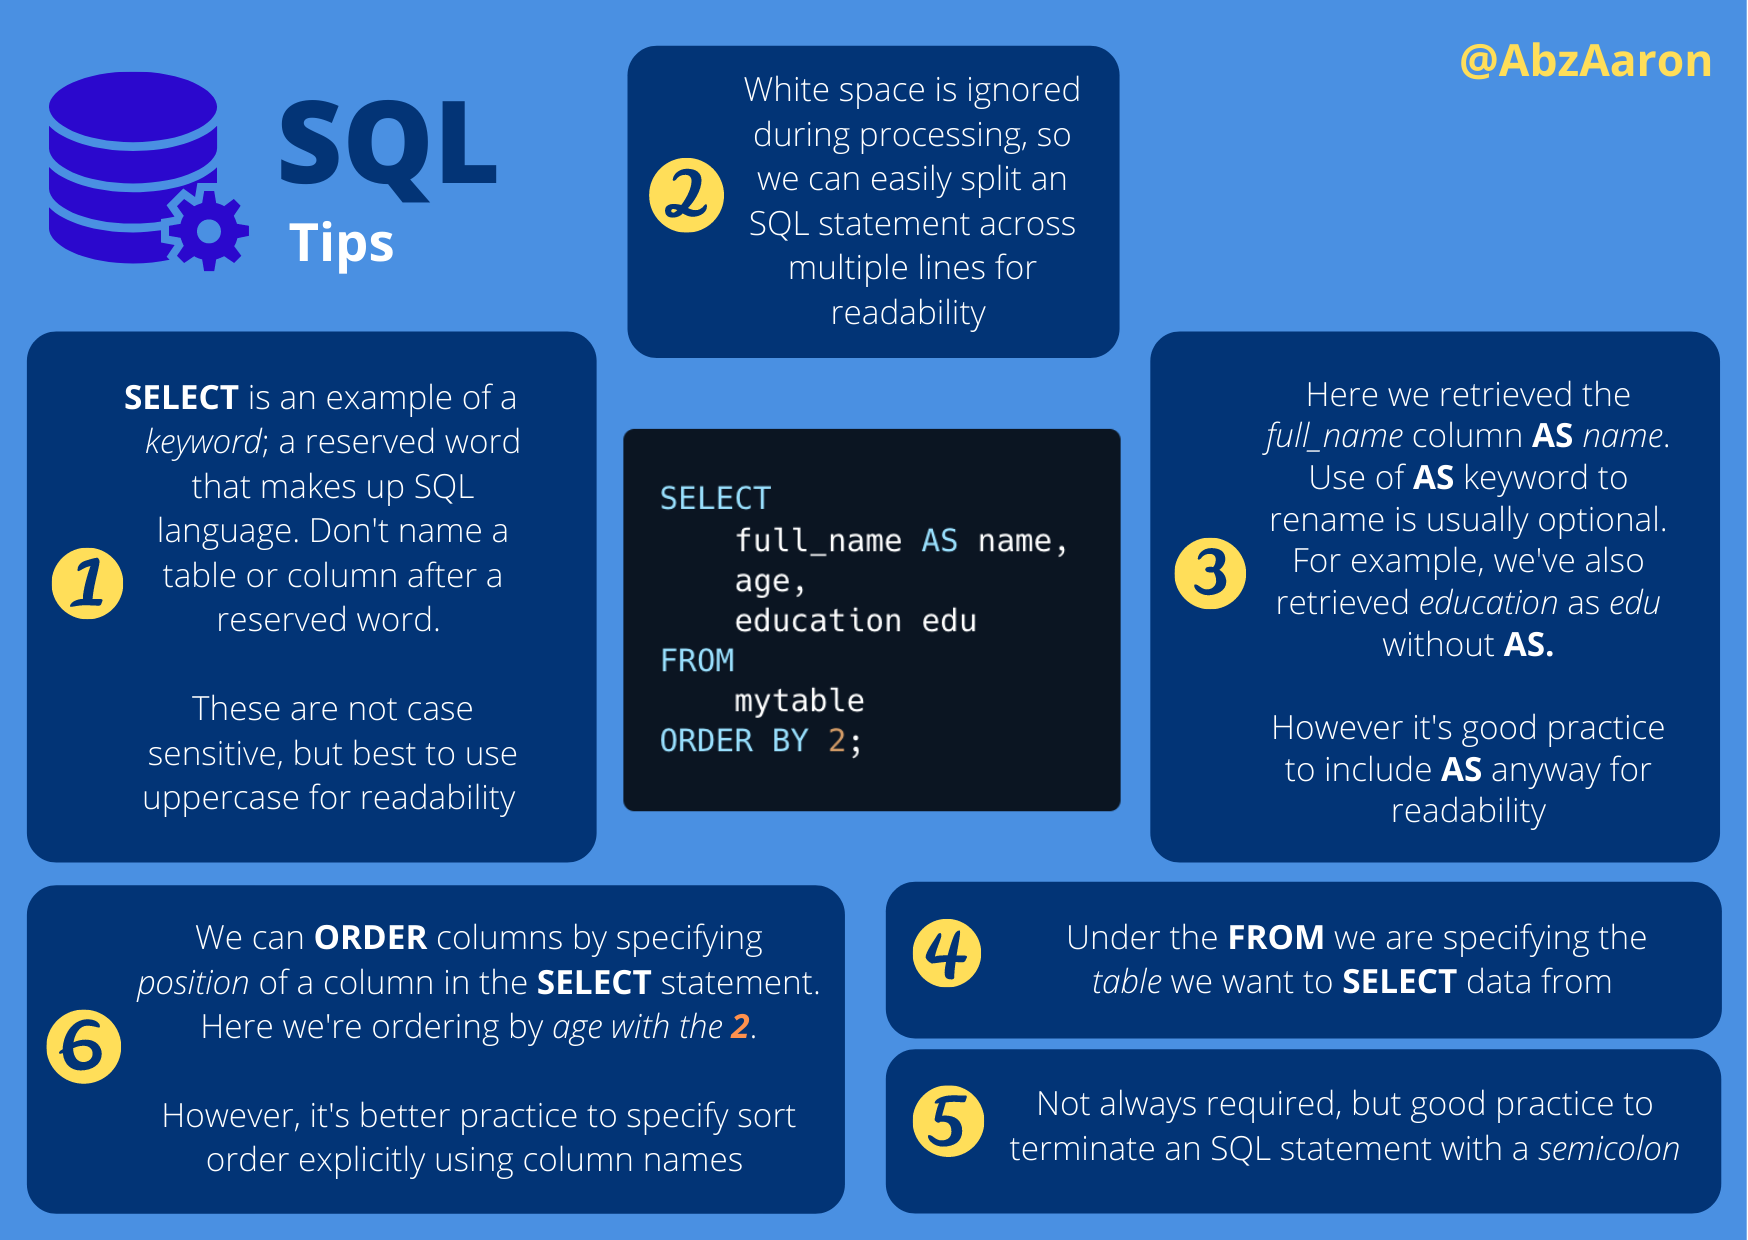 @AbzAaron
SQL
Tips
1
SELECT is an example of a
keyword; a reserved word
that makes up SQL
language. Don't name a
table or column after a
reserved word.
These are not case
sensitive, but best to use
uppercase for readability
2
White space is ignored
during processing, so
we can easily split an
SQL statement across
multiple lines for
readability
SELECT
    full_name AS name,
    age,
    education edu
FROM
    mytable
ORDER BY 2;
3
Here we retrieved the
full_name column AS name.
Use of AS keyword to
rename is usually optional.
For example, we've also
retrieved education as edu
without AS.
However it's good practice
to include AS anyway for
readability
4
Under the FROM we are specifying the
table we want to SELECT data from
5
Not always required, but good practice to
terminate an SQL statement with a semicolon
6
We can ORDER columns by specifying
position of a column in the SELECT statement.
Here we're ordering by age with the 2.
However, it's better practice to specify sort
order explicitly using column names